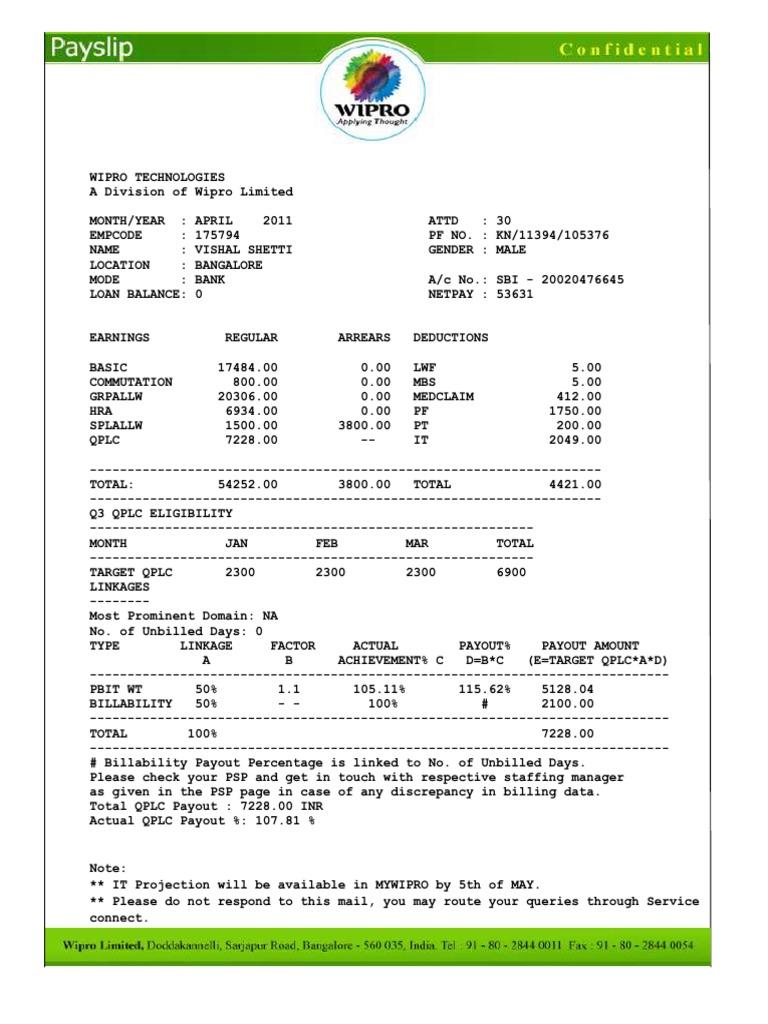 Payslip Confidential
WIPRO
Applying Thought
WIPRO TECHNOLOGIES
A Division of Wipro Limited
MONTH/YEAR : APRIL 2011 ATTD : 30
EMPCODE : 175794 PF NO. : KN/11394/105376
NAME : VISHAL SHETTI GENDER : MALE
LOCATION : BANGALORE
MODE : BANK A/c No.: SBI - 20020476645
LOAN BALANCE: 0 NETPAY : 53631
EARNINGS REGULAR ARREARS DEDUCTIONS
BASIC 17484.00 0.00 LWF 5.00
COMMUTATION 800.00 0.00 MBS 5.00
GRPALLW 20306.00 0.00 MEDCLAIM 412.00
HRA 6934.00 0.00 PF 1750.00
SPLALLW 1500.00 3800.00 PT 200.00
QPLC 7228.00 -- IT 2049.00
--------------------------------------------------------------------
TOTAL: 54252.00 3800.00 TOTAL 4421.00
--------------------------------------------------------------------
Q3 QPLC ELIGIBILITY
-----------------------------------------------------------
MONTH JAN FEB MAR TOTAL
-----------------------------------------------------------
TARGET QPLC 2300 2300 2300 6900
LINKAGES
--------
Most Prominent Domain: NA
No. of Unbilled Days: 0
TYPE LINKAGE FACTOR ACTUAL PAYOUT% PAYOUT AMOUNT
A B ACHIEVEMENT% C D=B*C (E=TARGET QPLC*A*D)
-----------------------------------------------------------------------------
PBIT WT 50% 1.1 105.11% 115.62% 5128.04
BILLABILITY 50% - - 100% # 2100.00
-----------------------------------------------------------------------------
TOTAL 100% 7228.00
-----------------------------------------------------------------------------
# Billability Payout Percentage is linked to No. of Unbilled Days.
Please check your PSP and get in touch with respective staffing manager
as given in the PSP page in case of any discrepancy in billing data.
Total QPLC Payout : 7228.00 INR
Actual QPLC Payout %: 107.81 %
Note:
** IT Projection will be available in MYWIPRO by 5th of MAY.
** Please do not respond to this mail, you may route your queries through Service
connect.
Wipro Limited, Doddakannelli, Sarjapur Road, Bangalore - 560 035, India. Tel : 91 - 80 - 2844 0011 Fax : 91 - 80 - 2844 0054